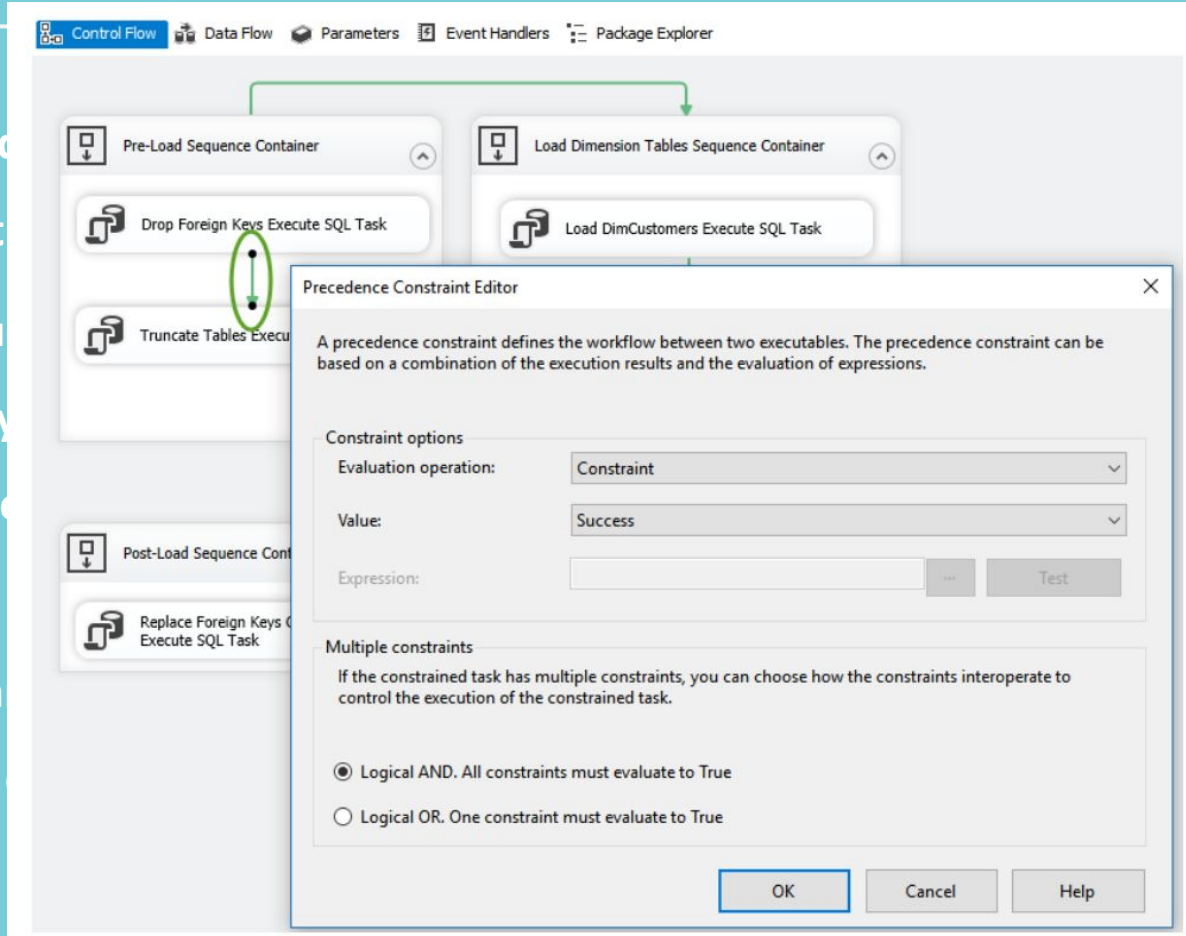 Control Flow
Data Flow
Parameters
Event Handlers
Package Explorer
Pre-Load Sequence Container
Load Dimension Tables Sequence Container
Drop Foreign Keys Execute SQL Task
Load DimCustomers Execute SQL Task
Truncate Tables Execu
Post-Load Sequence Cont
Replace Foreign Keys
Execute SQL Task
Precedence Constraint Editor
A precedence constraint defines the workflow between two executables. The precedence constraint can be
based on a combination of the execution results and the evaluation of expressions.
Constraint options
Evaluation operation:
Constraint
Value:
Success
Expression:
...
Test
Multiple constraints
If the constrained task has multiple constraints, you can choose how the constraints interoperate to
control the execution of the constrained task.
Logical AND. All constraints must evaluate to True
Logical OR. One constraint must evaluate to True
OK
Cancel
Help